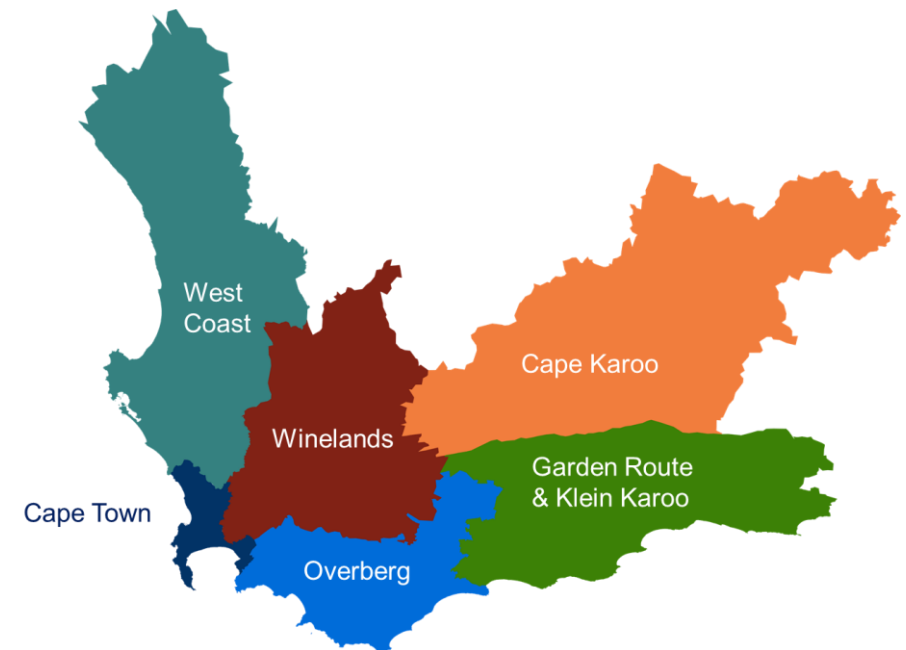 West
Coast
Cape Karoo
Winelands
Garden Route
& Klein Karoo
Cape Town
Overberg